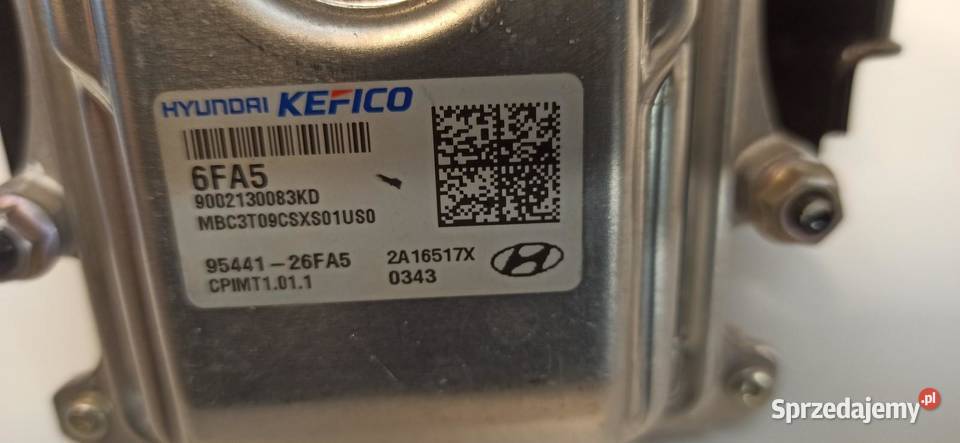 HYUNDAI KEFICO
6FA5
9002130083KD
MBC3T09CSXS01US0
95441-26FA5 2A16517X
CPIMT1.01.1 0343
Sprzedajemy.pl